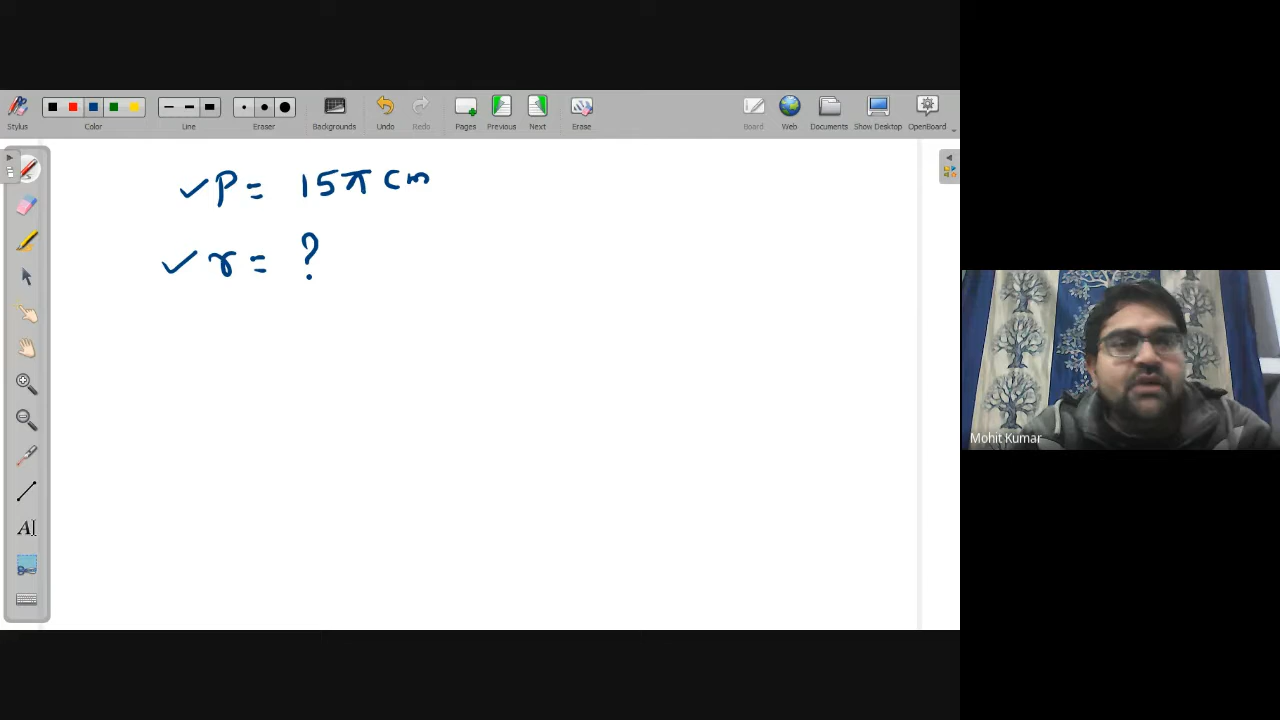 Stylus Color Line Eraser Backgrounds Undo Redo Pages Previous Next Erase Board Web Documents Show Desktop OpenBoard
✓ P = 15π cm
✓ r = ?
A
Mohit Kumar